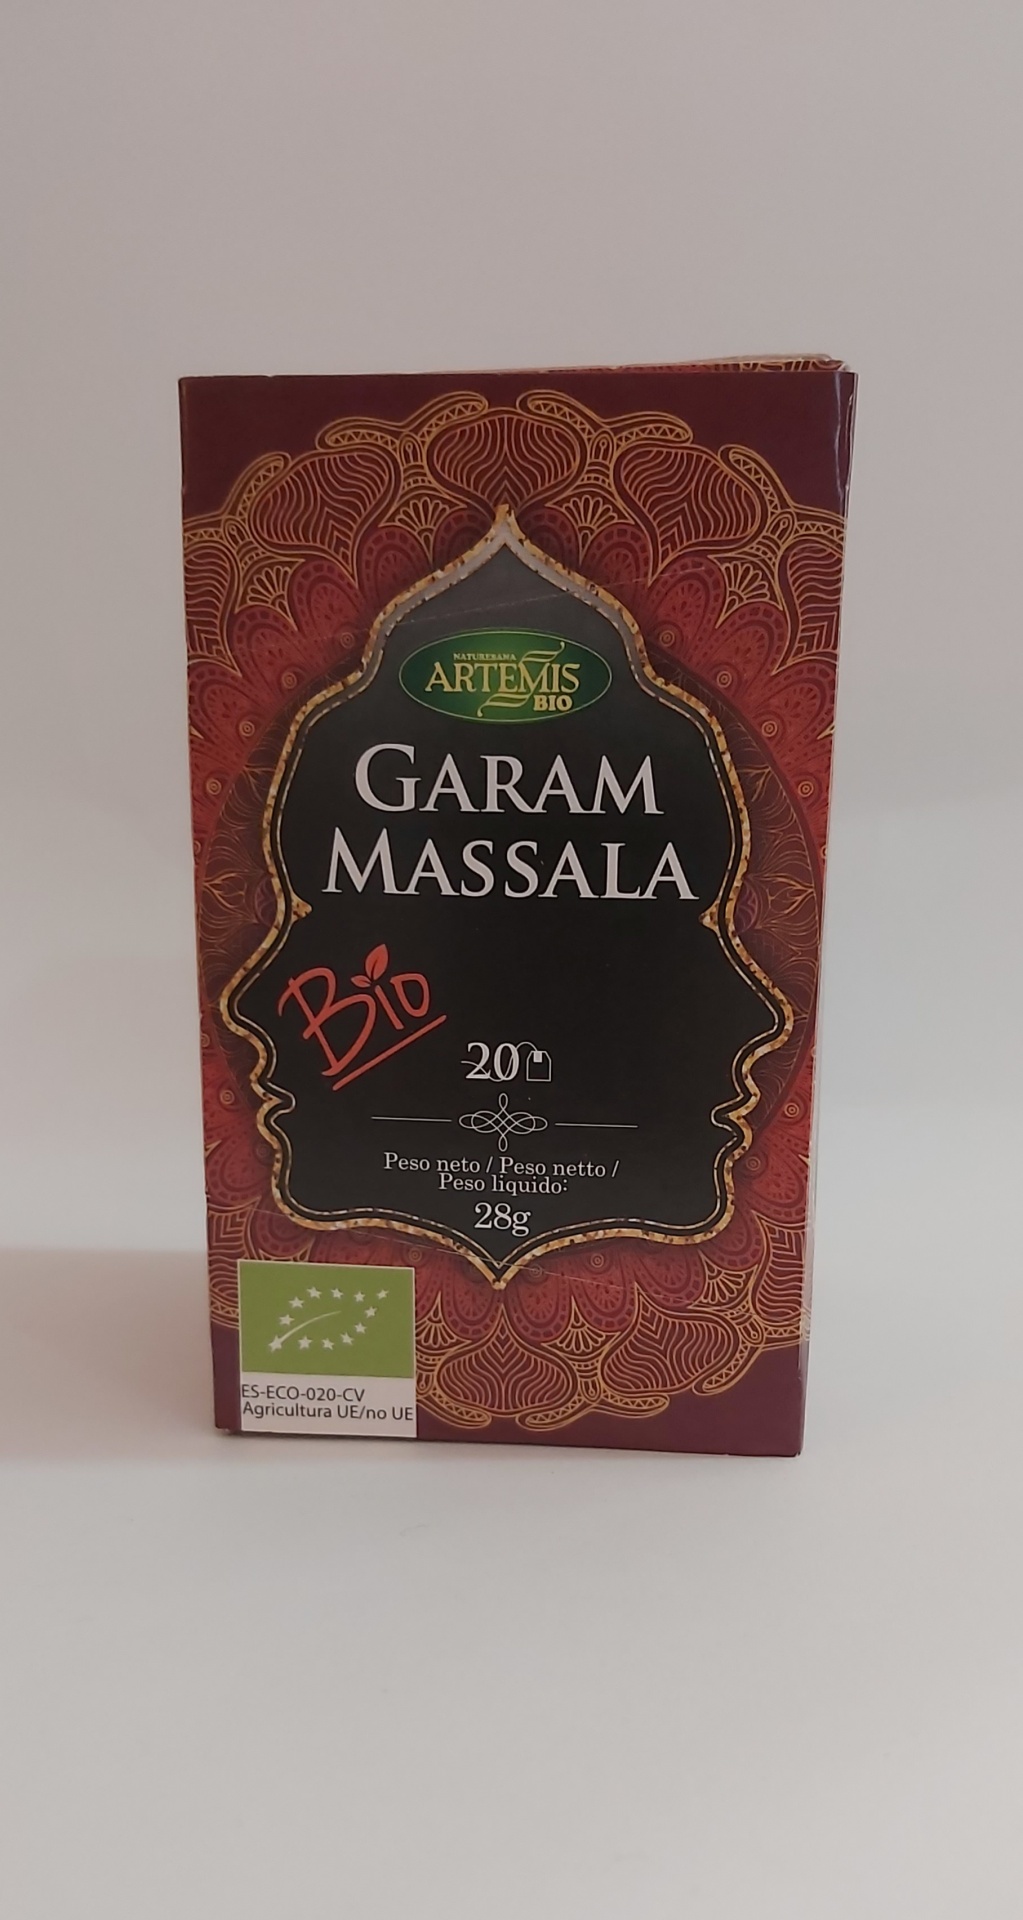 NATURESANA
ARTEMIS
BIO
GARAM
MASSALA
Bio
20
Peso neto / Peso netto /
Peso liquido:
28g
ES-ECO-020-CV
Agricultura UE/no UE